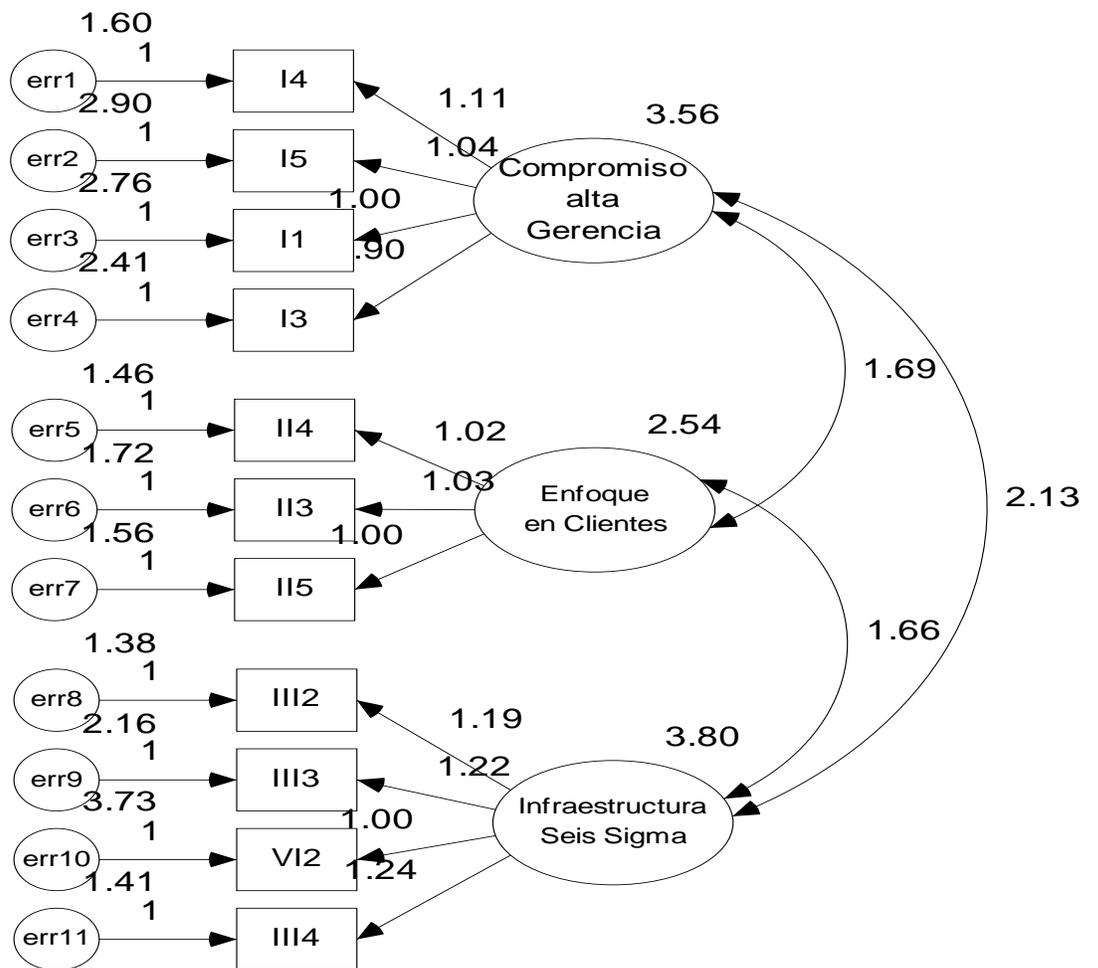 1.60
1
err1
I4
1.11
3.56
2.90
1
err2
I5
1.04
Compromiso
alta
Gerencia
2.76
1
err3
I1
1.00
2.41
1
err4
I3
.90
1.69
1.46
1
err5
II4
1.02
2.54
1.72
1
err6
II3
1.03
Enfoque
en Clientes
2.13
1.56
1
err7
II5
1.00
1.66
1.38
1
err8
III2
1.19
3.80
2.16
1
err9
III3
1.22
Infraestructura
Seis Sigma
3.73
1
err10
VI2
1.00
1.41
1
err11
III4
1.24